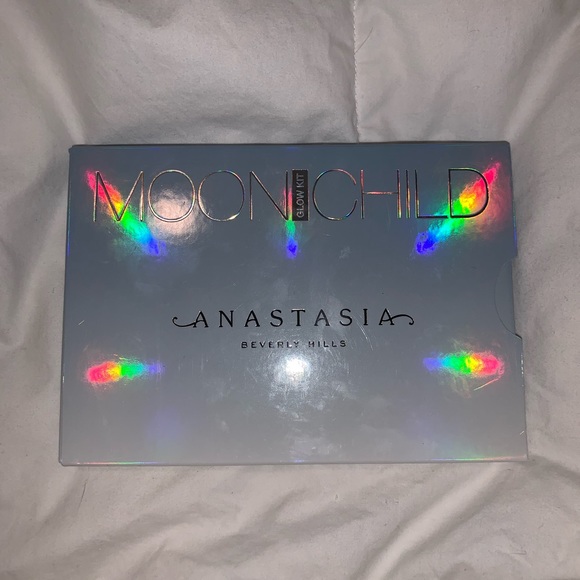 MOON GLOW KIT CHILD
ANASTASIA
BEVERLY HILLS